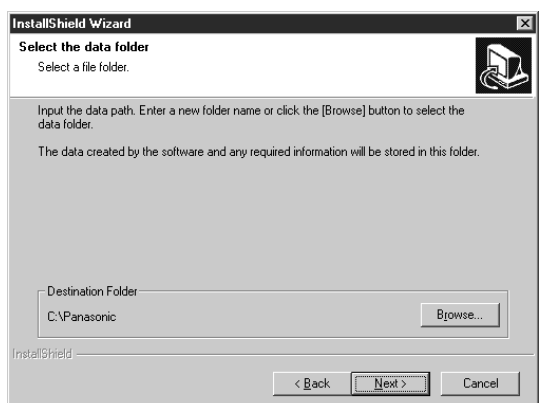 InstallShield Wizard
Select the data folder
Select a file folder.
Input the data path. Enter a new folder name or click the [Browse] button to select the
data folder.
The data created by the software and any required information will be stored in this folder.
Destination Folder
C:\Panasonic
Browse...
InstallShield
< Back
Next >
Cancel